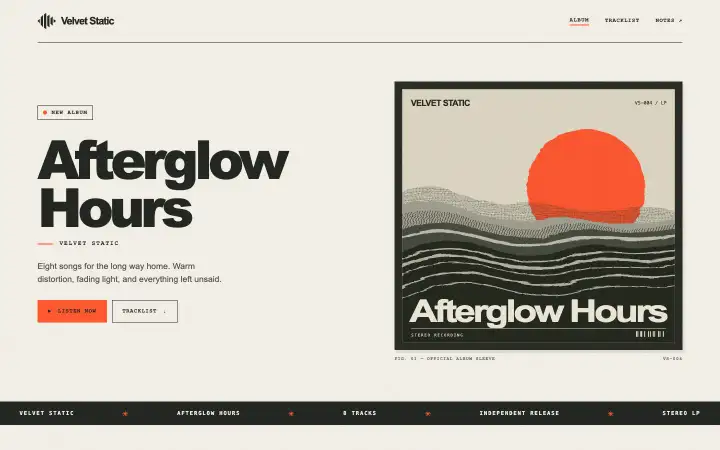 Velvet Static
ALBUM TRACKLIST NOTES ↗
NEW ALBUM
Afterglow
Hours
VELVET STATIC
Eight songs for the long way home. Warm
distortion, fading light, and everything left unsaid.
▶ LISTEN NOW
TRACKLIST ↓
VELVET STATIC
VS-004 / LP
Afterglow Hours
STEREO RECORDING
FIG. 01 — OFFICIAL ALBUM SLEEVE
VS-004
VELVET STATIC * AFTERGLOW HOURS * 8 TRACKS * INDEPENDENT RELEASE * STEREO LP